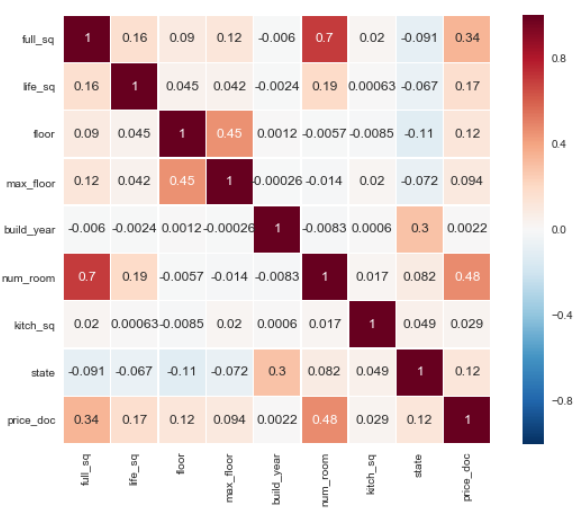 full_sq 1 0.16 0.09 0.12 -0.006 0.7 0.02 -0.091 0.34
life_sq 0.16 1 0.045 0.042 -0.0024 0.19 0.00063 -0.067 0.17
floor 0.09 0.045 1 0.45 0.0012 -0.0057 -0.0085 -0.11 0.12
max_floor 0.12 0.042 0.45 1 -0.00026 -0.014 0.02 -0.072 0.094
build_year -0.006 -0.0024 0.0012 -0.00026 1 -0.0083 0.0006 0.3 0.0022
num_room 0.7 0.19 -0.0057 -0.014 -0.0083 1 0.017 0.082 0.48
kitch_sq 0.02 0.00063 -0.0085 0.02 0.0006 0.017 1 0.049 0.029
state -0.091 -0.067 -0.11 -0.072 0.3 0.082 0.049 1 0.12
price_doc 0.34 0.17 0.12 0.094 0.0022 0.48 0.029 0.12 1
full_sq life_sq floor max_floor build_year num_room kitch_sq state price_doc
0.8
0.4
0.0
-0.4
-0.8